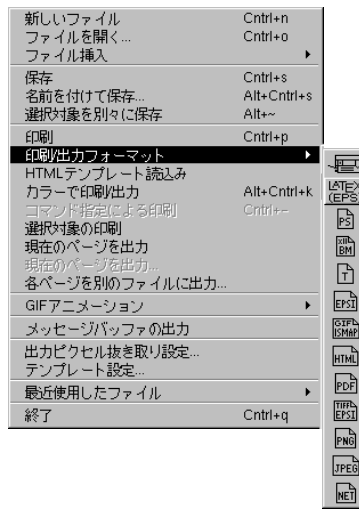 新しいファイル Cntrl+n
ファイルを開く... Cntrl+o
ファイル挿入
保存 Cntrl+s
名前を付けて保存... Alt+Cntrl+s
選択対象を別々に保存 Alt+~
印刷 Cntrl+p
印刷/出力フォーマット
HTMLテンプレート読込み
カラーで印刷/出力 Alt+Cntrl+k
コマンド指定による印刷 Cntrl+~
選択対象の印刷
現在のページを出力
現在のページを出力...
各ページを別のファイルに出力...
GIFアニメーション
メッセージバッファの出力
出力ピクセル抜き取り設定...
テンプレート設定...
最近使用したファイル
終了 Cntrl+q
LATEX
(EPS)
PS
X11
BM
T
EPSI
GIF
ISMAP
HTML
PDF
TIFF
EPSI
PNG
JPEG
NET